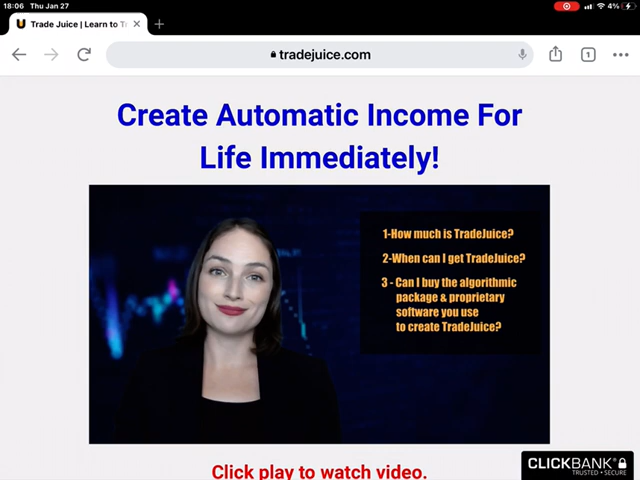 18:06 Thu Jan 27
4%
Trade Juice | Learn to Tr
tradejuice.com
1
Create Automatic Income For
Life Immediately!
1-How much is TradeJuice?
2-When can I get TradeJuice?
3 - Can I buy the algorithmic
package & proprietary
software you use
to create TradeJuice?
Click play to watch video.
CLICKBANK
TRUSTED • SECURE